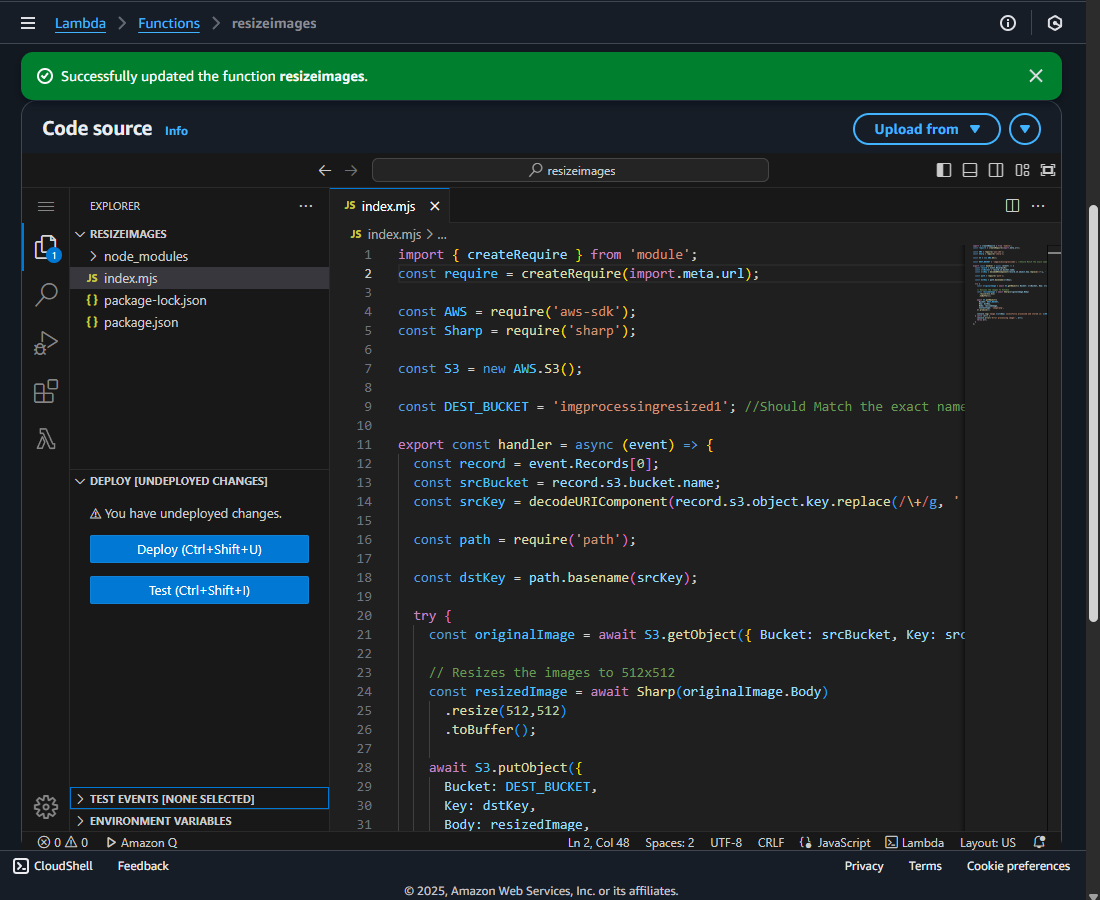 Lambda > Functions > resizeimages
Successfully updated the function resizeimages.
Code source Info
Upload from
resizeimages
EXPLORER
RESIZEIMAGES
node_modules
JS index.mjs
{} package-lock.json
{} package.json
DEPLOY [UNDEPLOYED CHANGES]
You have undeployed changes.
Deploy (Ctrl+Shift+U)
Test (Ctrl+Shift+I)
TEST EVENTS [NONE SELECTED]
ENVIRONMENT VARIABLES
1
JS index.mjs
JS index.mjs > ...
1 import { createRequire } from 'module';
2 const require = createRequire(import.meta.url);
3
4 const AWS = require('aws-sdk');
5 const Sharp = require('sharp');
6
7 const S3 = new AWS.S3();
8
9 const DEST_BUCKET = 'imgprocessingresized1'; //Should Match the exact name
10
11 export const handler = async (event) => {
12 const record = event.Records[0];
13 const srcBucket = record.s3.bucket.name;
14 const srcKey = decodeURIComponent(record.s3.object.key.replace(/\+/g, '
15
16 const path = require('path');
17
18 const dstKey = path.basename(srcKey);
19
20 try {
21 const originalImage = await S3.getObject({ Bucket: srcBucket, Key: src
22
23 // Resizes the images to 512x512
24 const resizedImage = await Sharp(originalImage.Body)
25 .resize(512,512)
26 .toBuffer();
27
28 await S3.putObject({
29 Bucket: DEST_BUCKET,
30 Key: dstKey,
31 Body: resizedImage,
0 0 Amazon Q Ln 2, Col 48 Spaces: 2 UTF-8 CRLF {} JavaScript Lambda Layout: US
CloudShell Feedback Privacy Terms Cookie preferences
© 2025, Amazon Web Services, Inc. or its affiliates.